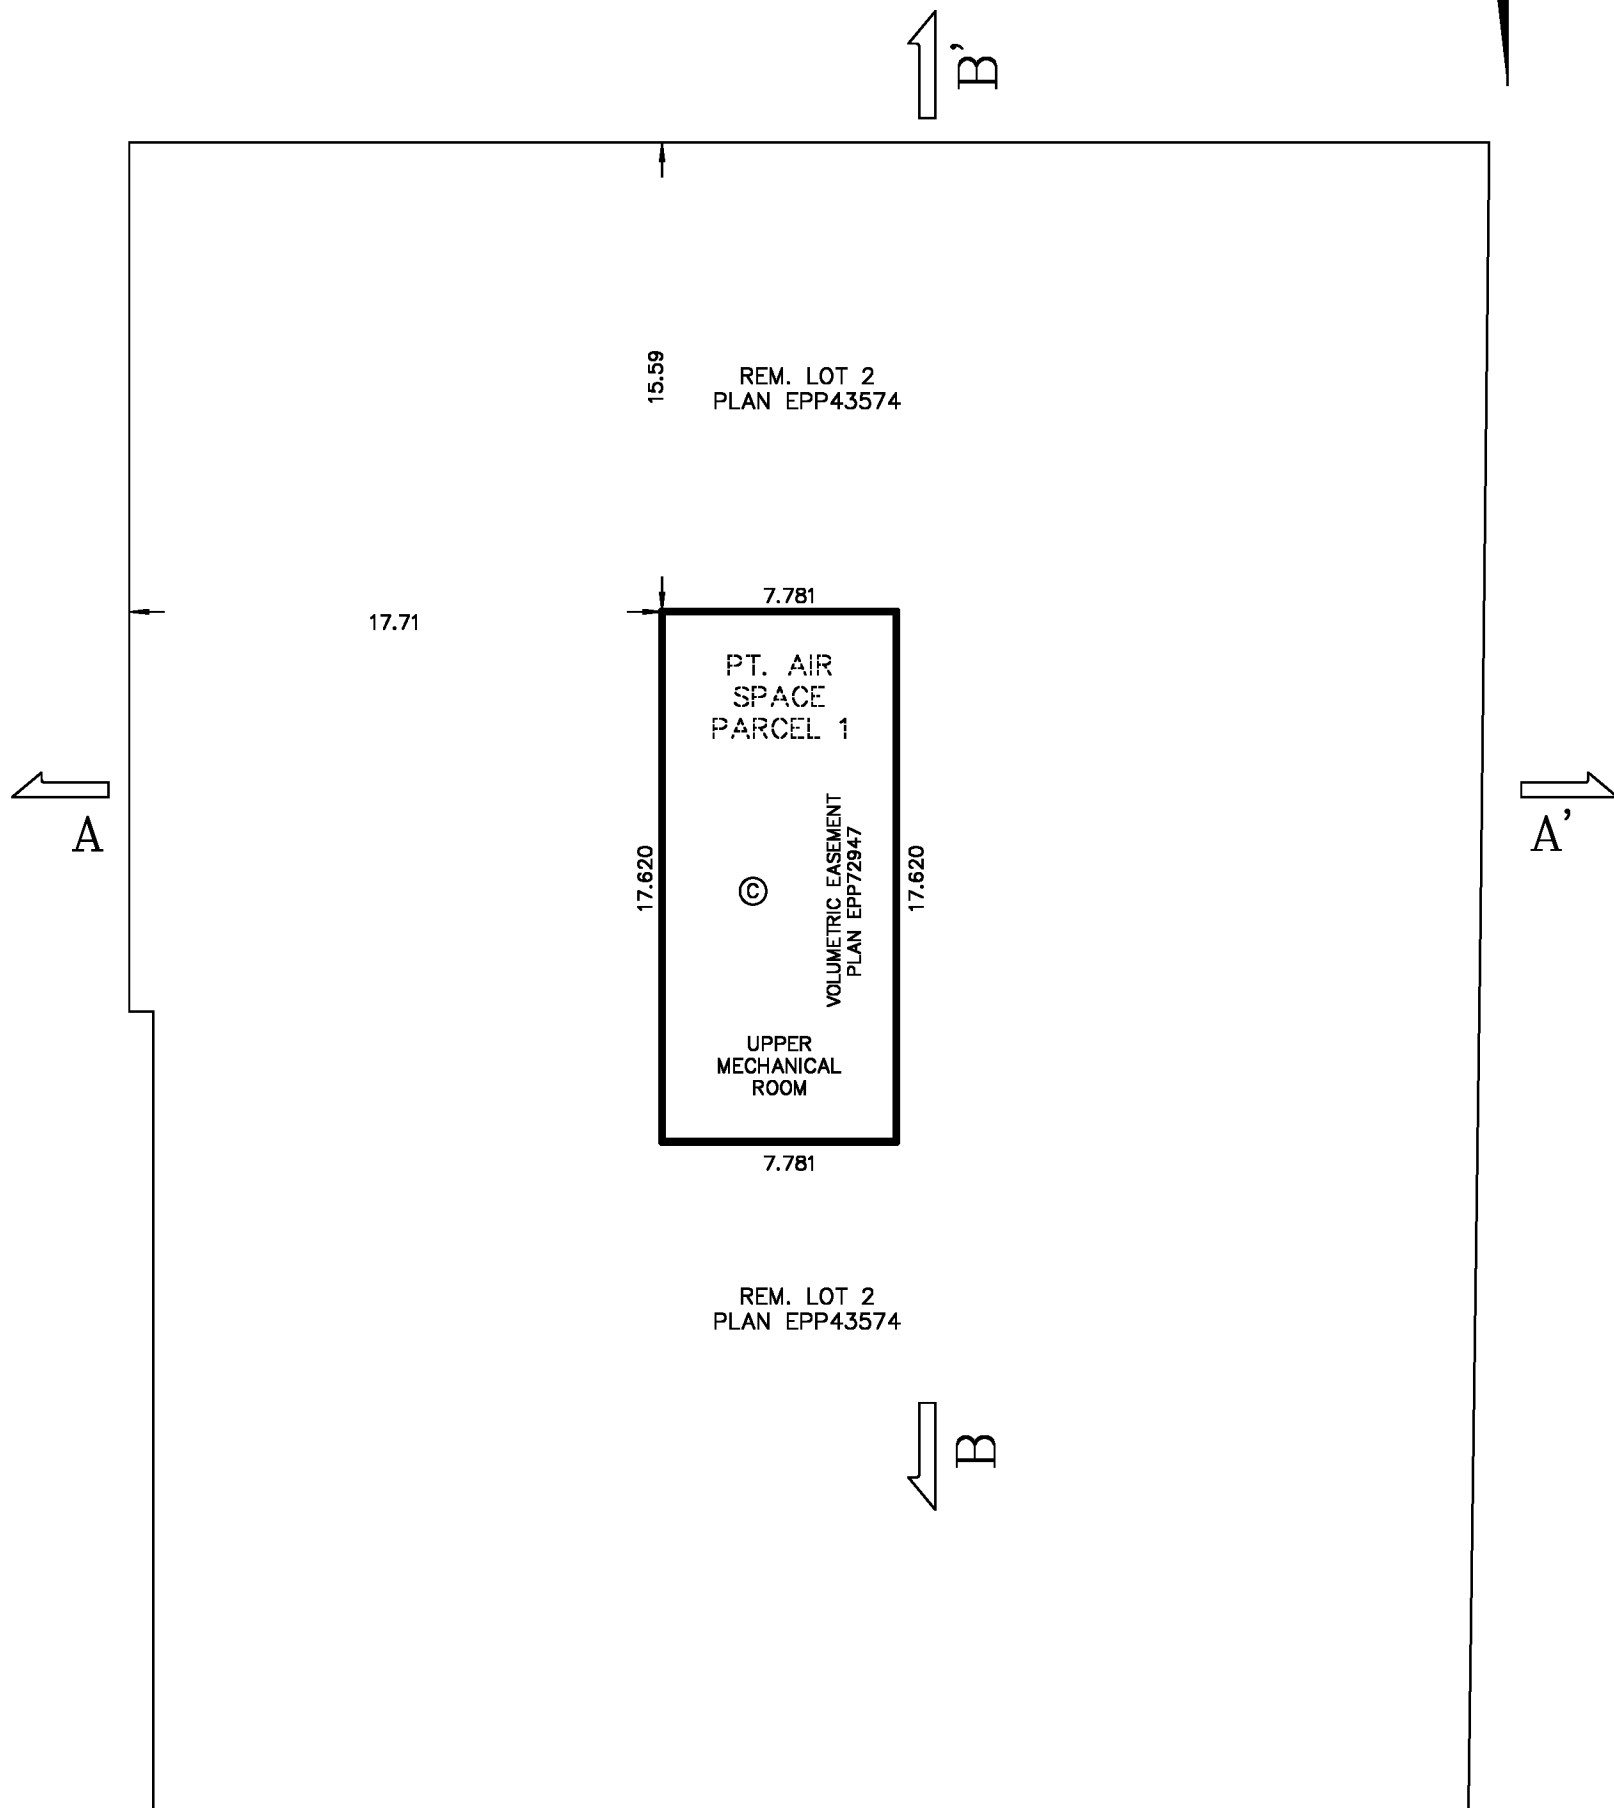 B'
15.59
REM. LOT 2
PLAN EPP43574
7.781
17.71
PT. AIR
SPACE
PARCEL 1
A
A'
17.620
©
VOLUMETRIC EASEMENT
PLAN EPP72947
17.620
UPPER
MECHANICAL
ROOM
7.781
REM. LOT 2
PLAN EPP43574
B